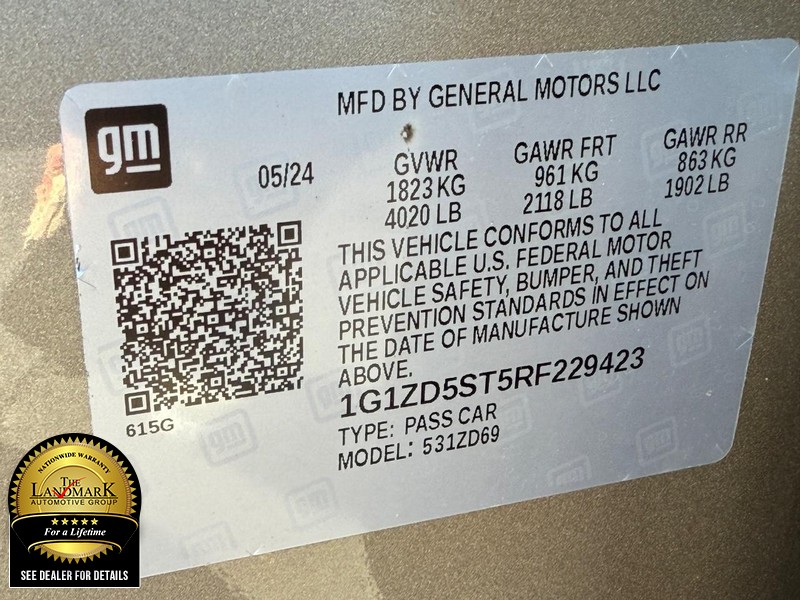 gm
MFD BY GENERAL MOTORS LLC
05/24
GVWR
1823 KG
4020 LB
GAWR FRT
961 KG
2118 LB
GAWR RR
863 KG
1902 LB
THIS VEHICLE CONFORMS TO ALL
APPLICABLE U.S. FEDERAL MOTOR
VEHICLE SAFETY, BUMPER, AND THEFT
PREVENTION STANDARDS IN EFFECT ON
THE DATE OF MANUFACTURE SHOWN
ABOVE.
1G1ZD5ST5RF229423
TYPE: PASS CAR
MODEL: 531ZD69
615G
NATIONWIDE WARRANTY
THE
LANDMARK
AUTOMOTIVE GROUP
For a Lifetime
SEE DEALER FOR DETAILS